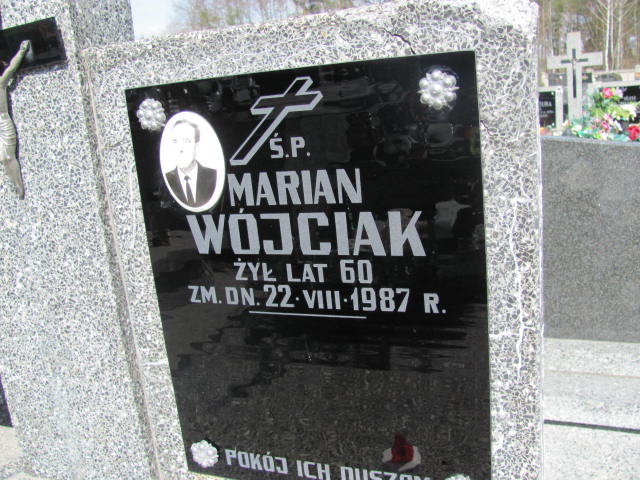 Ś.P.
MARIAN
WÓJCIAK
ŻYŁ LAT 60
ZM. DN. 22·VIII·1987 R.
POKÓJ ICH DUSZOM